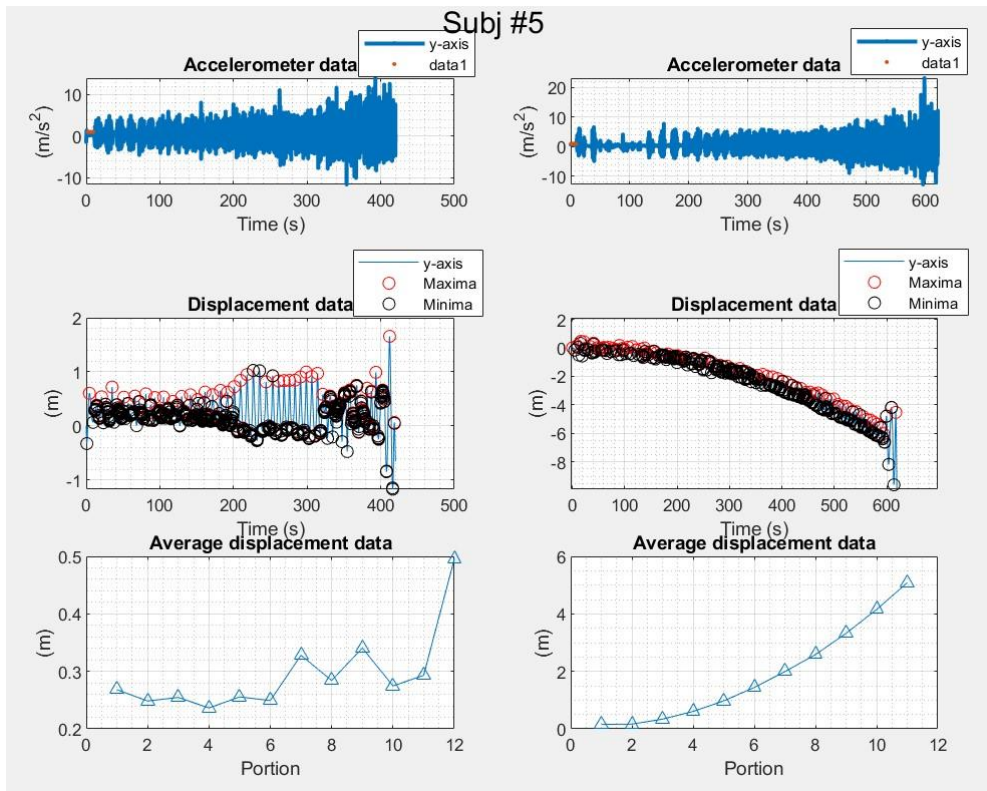 Subj #5
y-axis
data1
Accelerometer data
10
0
-10
(m/s²)
0 100 200 300 400 500
Time (s)
y-axis
data1
Accelerometer data
20
10
0
-10
(m/s²)
0 100 200 300 400 500 600
Time (s)
y-axis
Maxima
Minima
Displacement data
2
1
0
-1
(m)
0 100 200 300 400 500
Time (s)
y-axis
Maxima
Minima
Displacement data
2
0
-2
-4
-6
-8
(m)
0 100 200 300 400 500 600
Time (s)
Average displacement data
0.5
0.4
0.3
0.2
(m)
0 2 4 6 8 10 12
Portion
Average displacement data
6
4
2
0
(m)
0 2 4 6 8 10 12
Portion